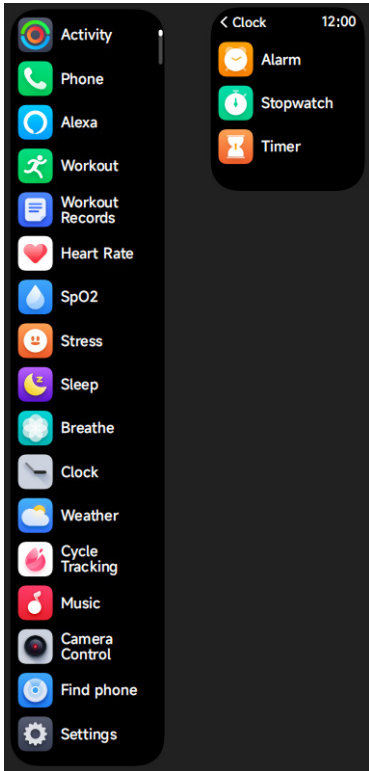 Activity
Phone
Alexa
Workout
Workout
Records
Heart Rate
SpO2
Stress
Sleep
Breathe
Clock
Weather
Cycle
Tracking
Music
Camera
Control
Find phone
Settings
< Clock 12:00
Alarm
Stopwatch
Timer